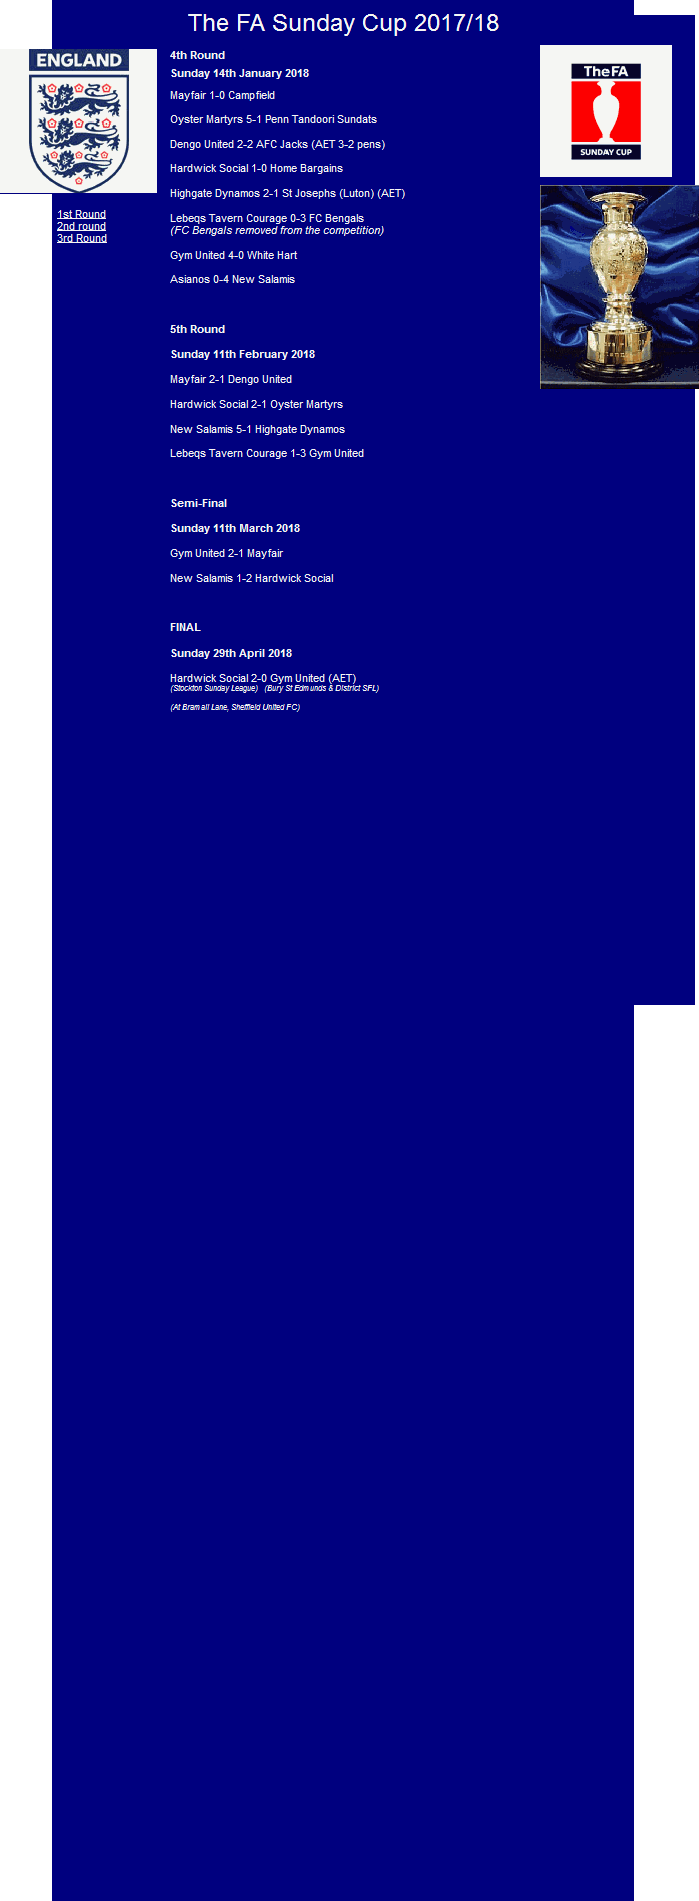 The FA Sunday Cup 2017/18
ENGLAND
1st Round
2nd round
3rd Round
4th Round
Sunday 14th January 2018
Mayfair 1-0 Campfield
Oyster Martyrs 5-1 Penn Tandoori Sundats
Dengo United 2-2 AFC Jacks (AET 3-2 pens)
Hardwick Social 1-0 Home Bargains
Highgate Dynamos 2-1 St Josephs (Luton) (AET)
Lebeqs Tavern Courage 0-3 FC Bengals
(FC Bengals removed from the competition)
Gym United 4-0 White Hart
Asianos 0-4 New Salamis
5th Round
Sunday 11th February 2018
Mayfair 2-1 Dengo United
Hardwick Social 2-1 Oyster Martyrs
New Salamis 5-1 Highgate Dynamos
Lebeqs Tavern Courage 1-3 Gym United
Semi-Final
Sunday 11th March 2018
Gym United 2-1 Mayfair
New Salamis 1-2 Hardwick Social
FINAL
Sunday 29th April 2018
Hardwick Social 2-0 Gym United (AET)
(Stockton Sunday League) (Bury St Edmunds & District SFL)
(At Bramall Lane, Sheffield United FC)
The FA
SUNDAY CUP